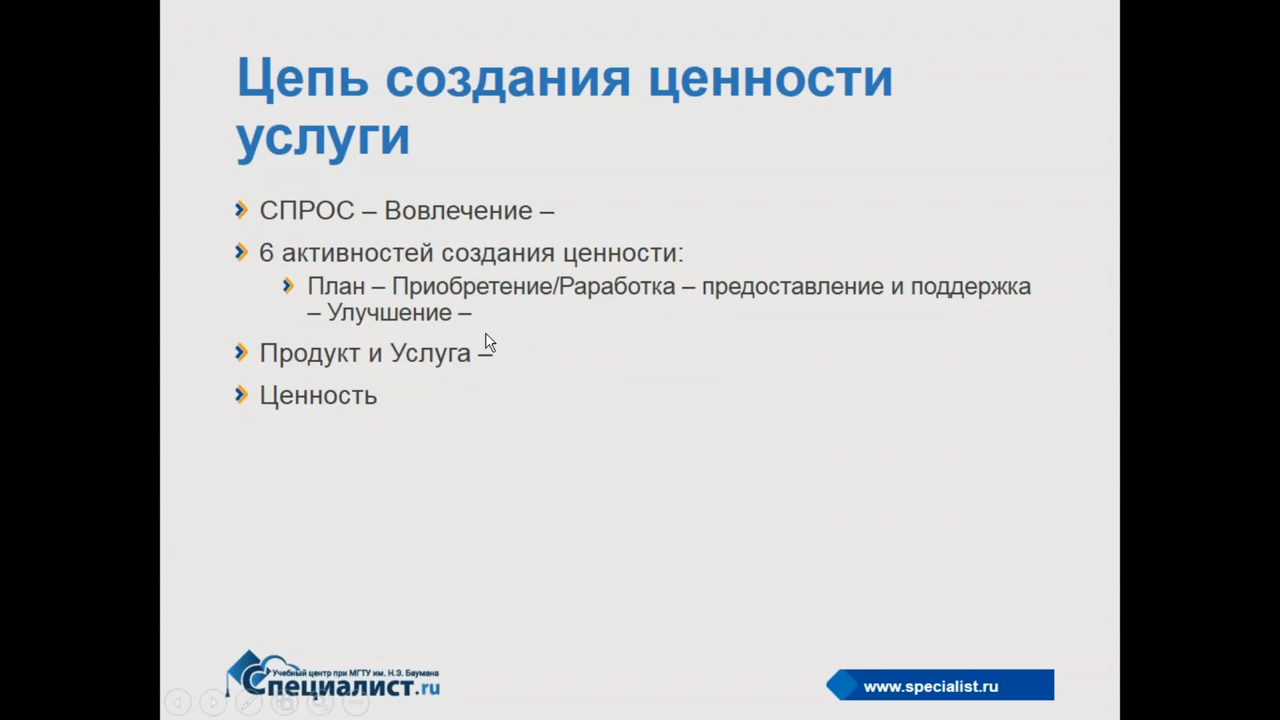 Цепь создания ценности
услуги
СПРОС – Вовлечение –
6 активностей создания ценности:
План – Приобретение/Раработка – предоставление и поддержка
– Улучшение –
Продукт и Услуга –
Ценность
Учебный центр при МГТУ им. Н.Э. Баумана
Специалист.ru
www.specialist.ru